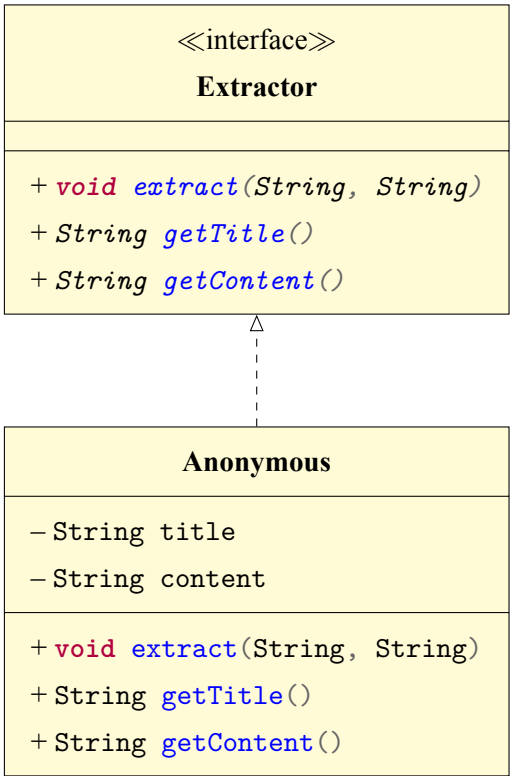 ≪interface≫
Extractor
+ void extract(String, String)
+ String getTitle()
+ String getContent()
Anonymous
– String title
– String content
+ void extract(String, String)
+ String getTitle()
+ String getContent()